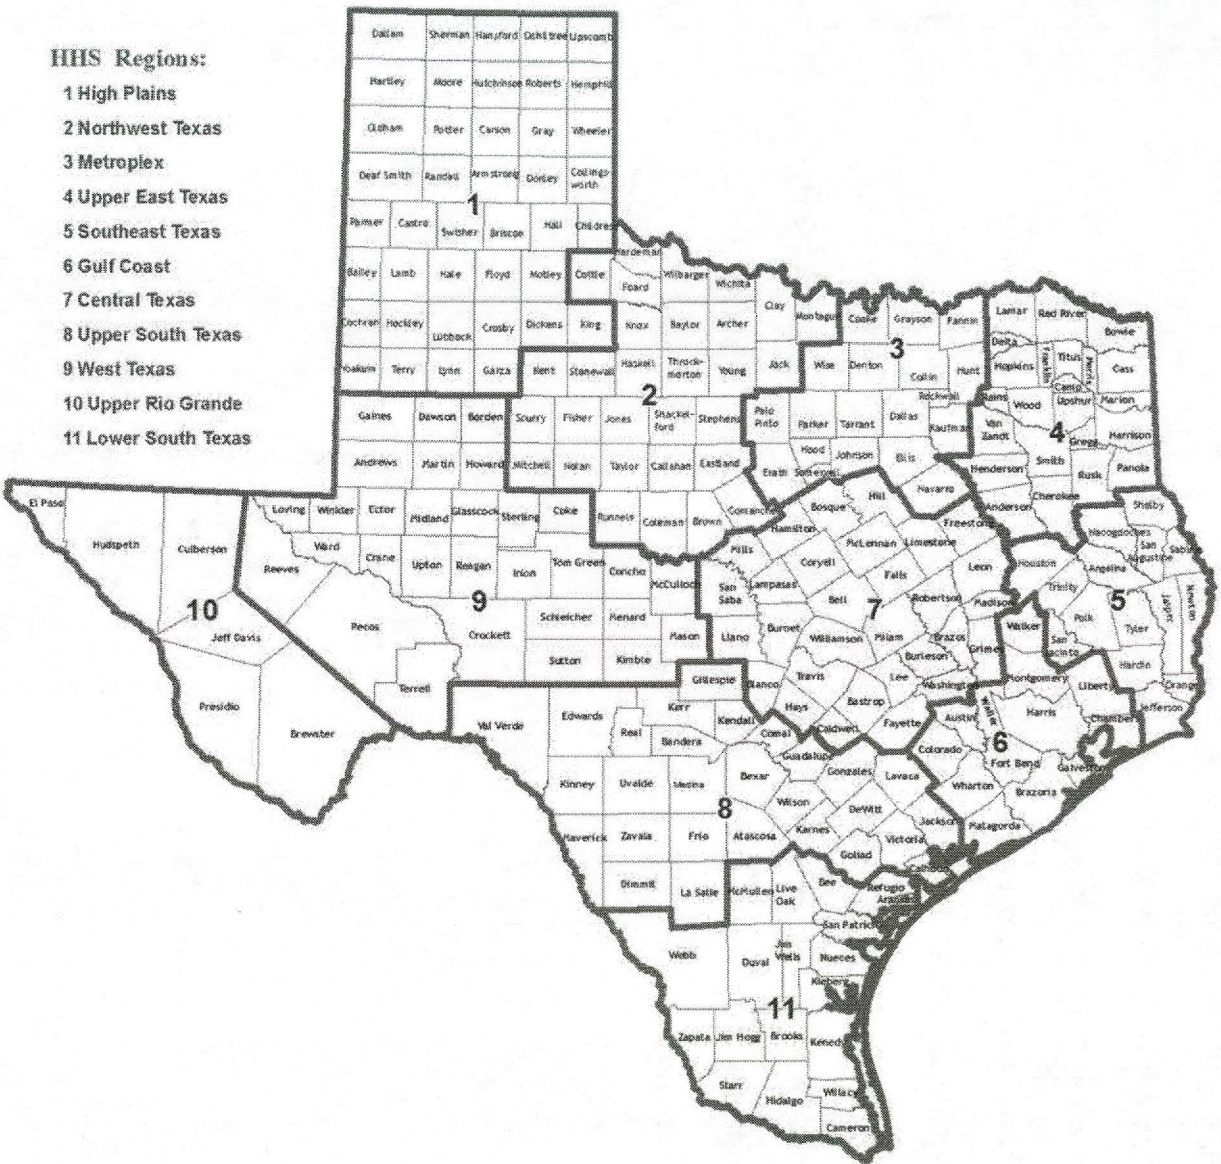 HHS Regions:
1 High Plains
2 Northwest Texas
3 Metroplex
4 Upper East Texas
5 Southeast Texas
6 Gulf Coast
7 Central Texas
8 Upper South Texas
9 West Texas
10 Upper Rio Grande
11 Lower South Texas
Dallam Sherman Hansford Ochiltree Lipscomb
Hartley Moore Hutchinson Roberts Hemphill
Oldham Potter Carson Gray Wheeler
Deaf Smith Randall Armstrong Donley Collings-
worth
1
Parmer Castro Swisher Briscoe Hall Childres
Bailey Lamb Hale Floyd Motley Cottle
Hardeman Foard Wilbarger Wichita
Cochran Hockley Lubbock Crosby Dickens King
Knox Baylor Archer Clay Montague
Yoakum Terry Lynn Garza Kent Stonewall Haskell Throck-
morton Young Jack
2
Cooke Grayson Fannin
3
Wise Denton Collin Hunt Rockwall
Lamar Red River Bowie
Delta Hopkins Franklin Titus Morris Cass
Camp Rains Wood Upshur Marion
4
Gaines Dawson Borden Scurry Fisher Jones Shackel-
ford Stephens Palo
Pinto Parker Tarrant Dallas Kaufman
Van
Zandt Gregg Harrison
Andrews Martin Howard Mitchell Nolan Taylor Callahan Eastland Erath Hood Somervell Johnson Ellis
Henderson Smith Rusk Panola
Navarro Anderson Cherokee
El Paso Hudspeth Culberson
Loving Winkler Ector Midland Glasscock Sterling Coke Runnels Coleman Brown Comanche
Hamilton Bosque Hill Freestone
Shelby Nacogdoches San
Augustine Sabine
Reeves Ward Crane Upton Reagan Irion Tom Green Concho McCulloch
Mills Coryell McLennan Limestone Leon Houston Angelina
San
Saba Lampasas Bell Falls Robertson Madison Trinity
10
9
7
5
Jeff Davis Pecos Crockett Schleicher Menard Mason
Llano Burnet Williamson Milam Brazos Grimes Walker San
Jacinto Polk Tyler Jasper Newton
Sutton Kimble Burleson Hardin
Presidio Brewster Terrell
Gillespie Blanco Travis Lee Washington Montgomery Liberty Orange
Val Verde Edwards Kerr Kendall Hays Bastrop Austin Waller Harris Chambers Jefferson
Real Bandera Comal Caldwell Fayette
6
Guadalupe Colorado Fort Bend Galveston
Kinney Uvalde Medina Bexar Gonzales Lavaca Wharton Brazoria
8
Wilson DeWitt Jackson Matagorda
Maverick Zavala Frio Atascosa Karnes Victoria
Goliad Calhoun
Dimmit La Salle McMullen Live
Oak Bee Refugio Aransas
San Patrick
Webb Duval Jim
Wells Nueces
Kleberg
11
Zapata Jim Hogg Brooks Kenedy
Starr Hidalgo Willacy
Cameron